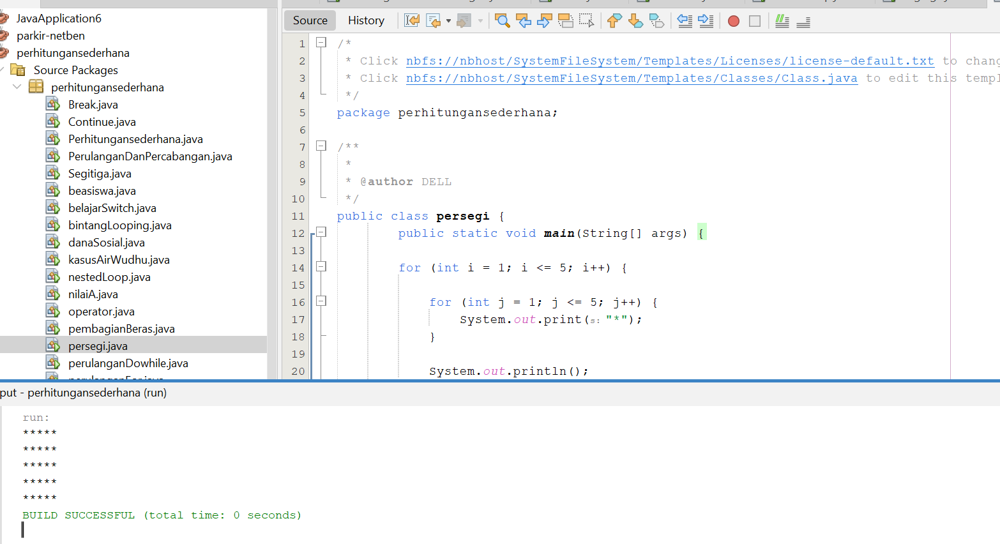 JavaApplication6
parkir-netben
perhitungansederhana
Source Packages
perhitungansederhana
Break.java
Continue.java
Perhitungansederhana.java
PerulanganDanPercabangan.java
Segitiga.java
beasiswa.java
belajarSwitch.java
bintangLooping.java
danaSosial.java
kasusAirWudhu.java
nestedLoop.java
nilaiA.java
operator.java
pembagianBeras.java
persegi.java
perulanganDowhile.java
Source History
1 /*
2 * Click nbfs://nbhost/SystemFileSystem/Templates/Licenses/license-default.txt to chang
3 * Click nbfs://nbhost/SystemFileSystem/Templates/Classes/Class.java to edit this templ
4 */
5 package perhitungansederhana;
6
7 /**
8 *
9 * @author DELL
10 */
11 public class persegi {
12 public static void main(String[] args) {
13
14 for (int i = 1; i <= 5; i++) {
15
16 for (int j = 1; j <= 5; j++) {
17 System.out.print(s: "*");
18 }
19
20 System.out.println();
put - perhitungansederhana (run)
run:
*****
*****
*****
*****
*****
BUILD SUCCESSFUL (total time: 0 seconds)